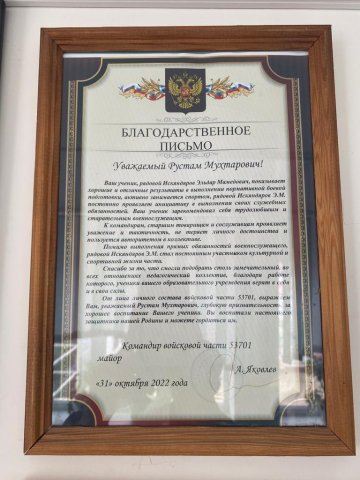 БЛАГОДАРСТВЕННОЕ
ПИСЬМО
Уважаемый Рустам Мухтарович!
Ваш ученик, рядовой Искандаров Эльдар Мамедович, показывает
хорошие и отличные результаты в выполнении нормативной боевой
подготовки, активно занимается спортом, рядовой Искандаров Э.М.
постоянно проявляет инициативу в выполнении своих служебных
обязанностей. Ваш ученик зарекомендовал себя трудолюбивым и
старательным военнослужащим.
К командирам, старшим товарищам и сослуживцам проявляет
уважение и тактичность, не теряет личного достоинства и
пользуется авторитетом в коллективе.
Помимо выполнения прямых обязанностей военнослужащего,
рядовой Искандаров Э.М. стал постоянным участником культурной и
спортивной жизни части.
Спасибо за то, что смогли подобрать столь замечательный, во
всех отношениях педагогический коллектив, благодаря работе
которого, ученики вашего образовательного учреждения верят в себя
и в свои силы.
От лица личного состава войсковой части 53701, выражаем
Вам, уважаемый Рустам Мухтарович, глубокую признательность за
хорошее воспитание Вашего ученика. Вы воспитали настоящего
защитника нашей Родины и можете гордиться им.
Командир войсковой части 53701
майор
А. Яковлев
«31» октября 2022 года